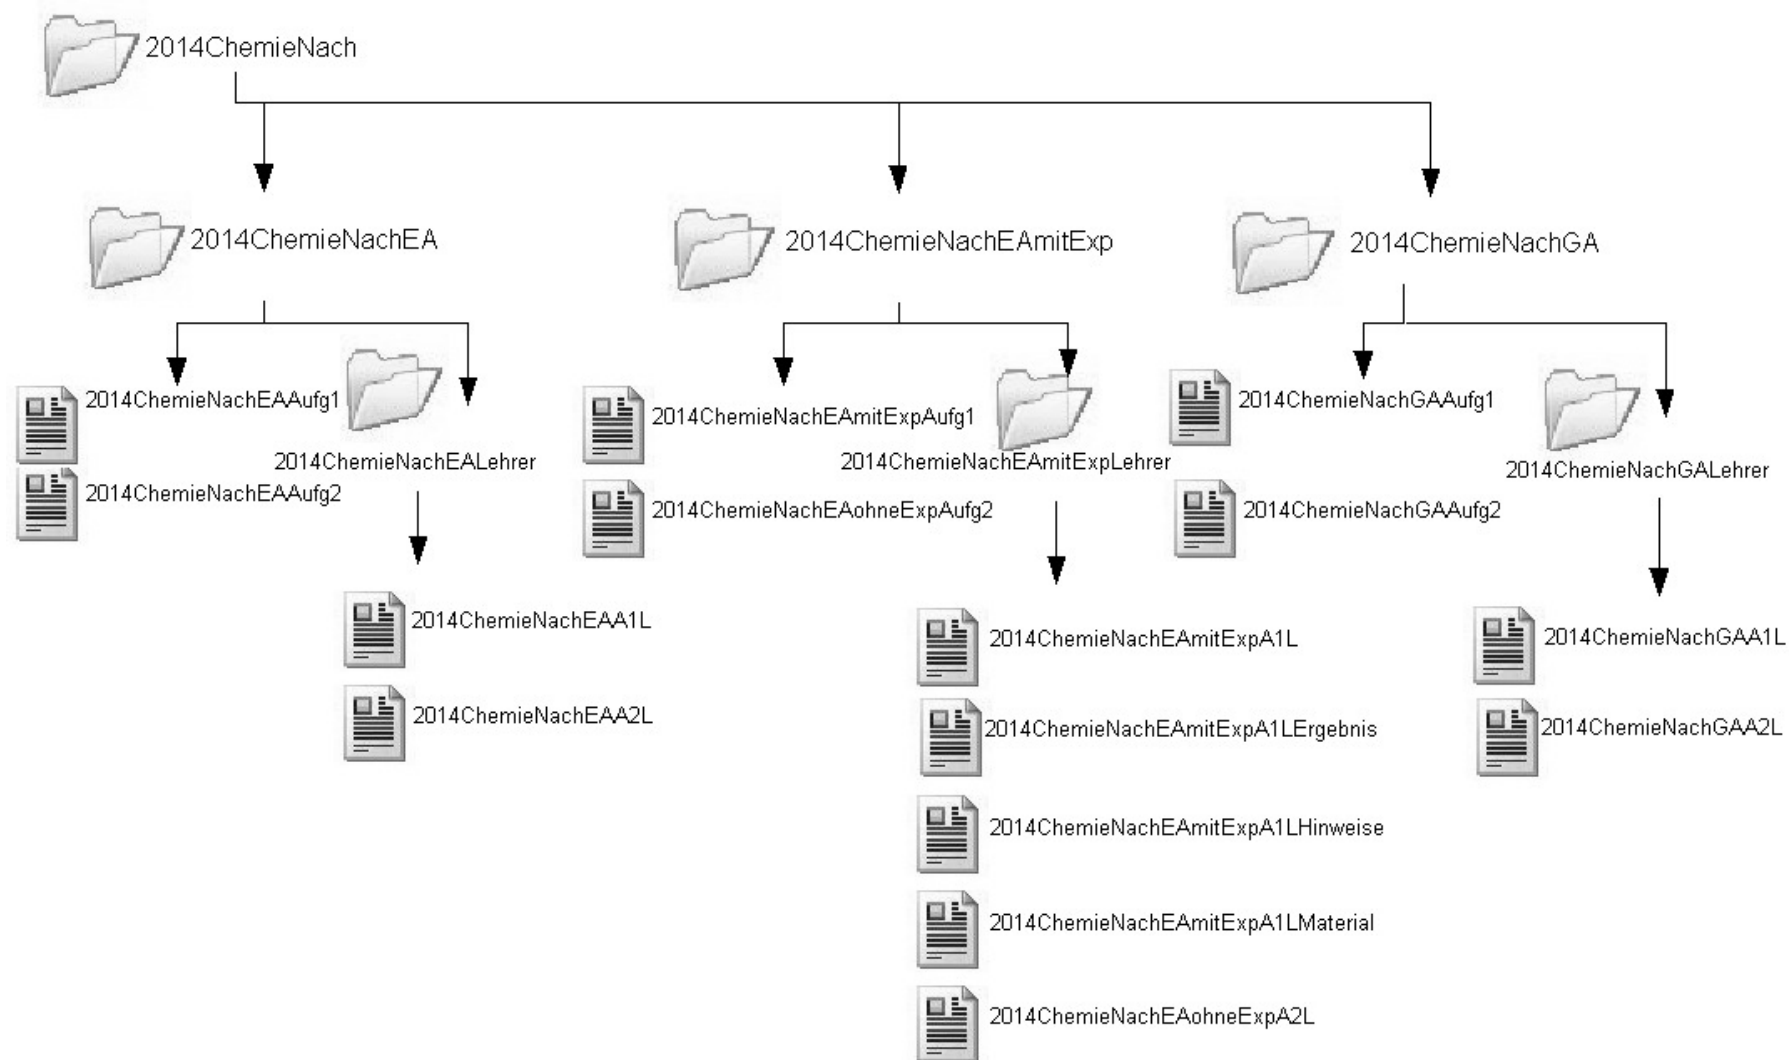 2014ChemieNach
2014ChemieNachEA
2014ChemieNachEAmitExp
2014ChemieNachGA
2014ChemieNachEAAufg1
2014ChemieNachEAAufg2
2014ChemieNachEALehrer
2014ChemieNachEAA1L
2014ChemieNachEAA2L
2014ChemieNachEAmitExpAufg1
2014ChemieNachEAohneExpAufg2
2014ChemieNachEAmitExpLehrer
2014ChemieNachEAmitExpA1L
2014ChemieNachEAmitExpA1LErgebnis
2014ChemieNachEAmitExpA1LHinweise
2014ChemieNachEAmitExpA1LMaterial
2014ChemieNachEAohneExpA2L
2014ChemieNachGAAufg1
2014ChemieNachGAAufg2
2014ChemieNachGALehrer
2014ChemieNachGAA1L
2014ChemieNachGAA2L